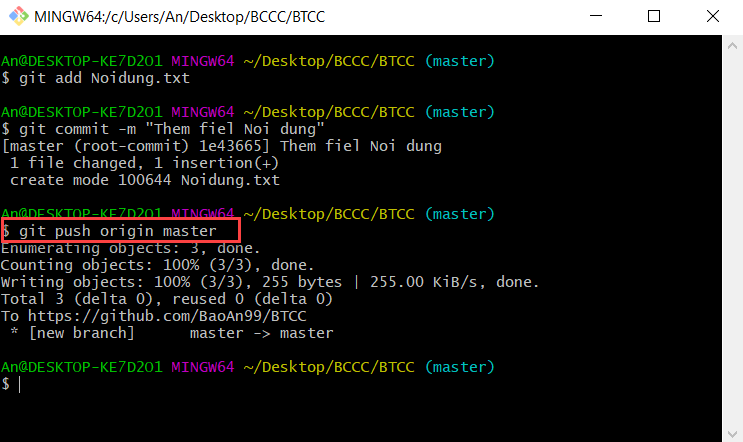 MINGW64:/c/Users/An/Desktop/BCCC/BTCC
An@DESKTOP-KE7D2O1 MINGW64 ~/Desktop/BCCC/BTCC (master)
$ git add Noidung.txt
An@DESKTOP-KE7D2O1 MINGW64 ~/Desktop/BCCC/BTCC (master)
$ git commit -m "Them fiel Noi dung"
[master (root-commit) 1e43665] Them fiel Noi dung
1 file changed, 1 insertion(+)
create mode 100644 Noidung.txt
An@DESKTOP-KE7D2O1 MINGW64 ~/Desktop/BCCC/BTCC (master)
$ git push origin master
Enumerating objects: 3, done.
Counting objects: 100% (3/3), done.
Writing objects: 100% (3/3), 255 bytes | 255.00 KiB/s, done.
Total 3 (delta 0), reused 0 (delta 0)
To https://github.com/BaoAn99/BTCC
* [new branch]      master -> master
An@DESKTOP-KE7D2O1 MINGW64 ~/Desktop/BCCC/BTCC (master)
$